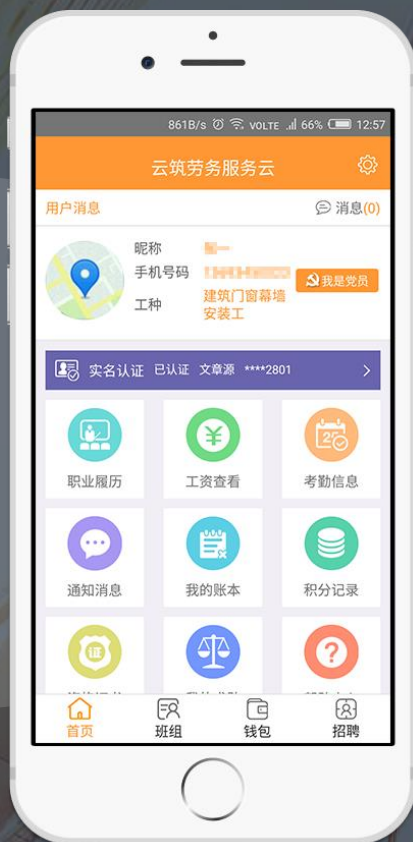 861B/s VOLTE 66% 12:57
云筑劳务服务云
用户消息 消息(0)
昵称
手机号码
我是党员
工种 建筑门窗幕墙
安装工
实名认证 已认证 文章源 ****2801
职业履历 工资查看 考勤信息
通知消息 我的账本 积分记录
证
首页 班组 钱包 招聘